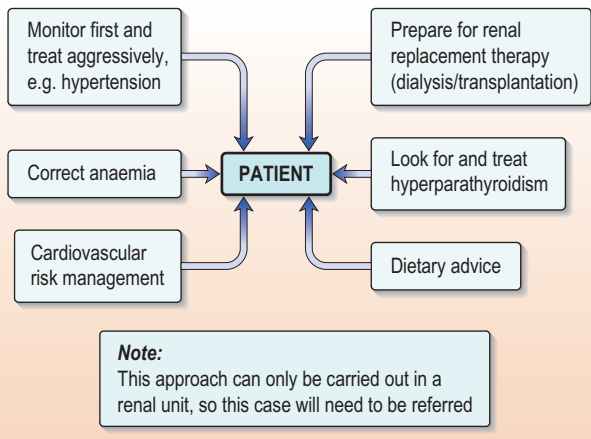 Monitor first and
treat aggressively,
e.g. hypertension
Prepare for renal
replacement therapy
(dialysis/transplantation)
Correct anaemia
PATIENT
Look for and treat
hyperparathyroidism
Cardiovascular
risk management
Dietary advice
Note:
This approach can only be carried out in a
renal unit, so this case will need to be referred